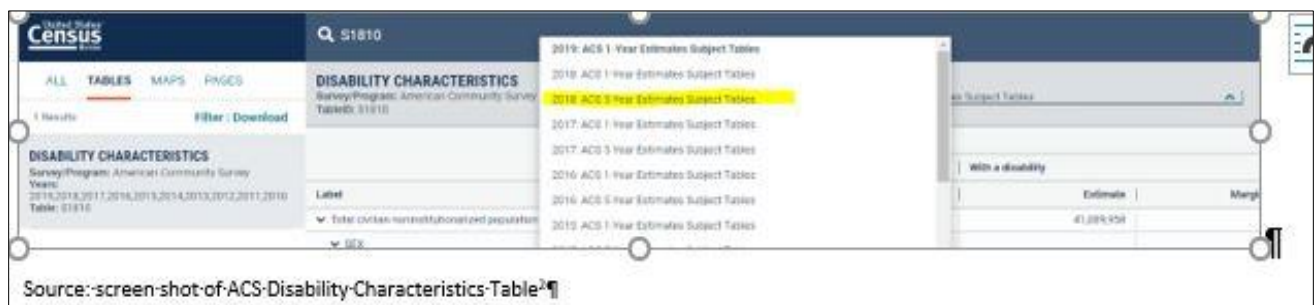 United States
Census
Bureau
S1810
ALL TABLES MAPS PAGES
1 Results
Filter | Download
DISABILITY CHARACTERISTICS
Survey/Program: American Community Survey
Years:
2019,2018,2017,2016,2015,2014,2013,2012,2011,2010
Table: S1810
DISABILITY CHARACTERISTICS
Survey/Program: American Community Survey
TableID: S1810
2019: ACS 1-Year Estimates Subject Tables
2018: ACS 1-Year Estimates Subject Tables
2018: ACS 5-Year Estimates Subject Tables
2017: ACS 1-Year Estimates Subject Tables
2017: ACS 5-Year Estimates Subject Tables
2016: ACS 1-Year Estimates Subject Tables
2016: ACS 5-Year Estimates Subject Tables
2015: ACS 1-Year Estimates Subject Tables
Subject Tables
With a disability
Label
Estimate
Margi
Total civilian noninstitutionalized population
SEX
¶
Source:·screen·shot·of·ACS·Disability·Characteristics·Table²¶